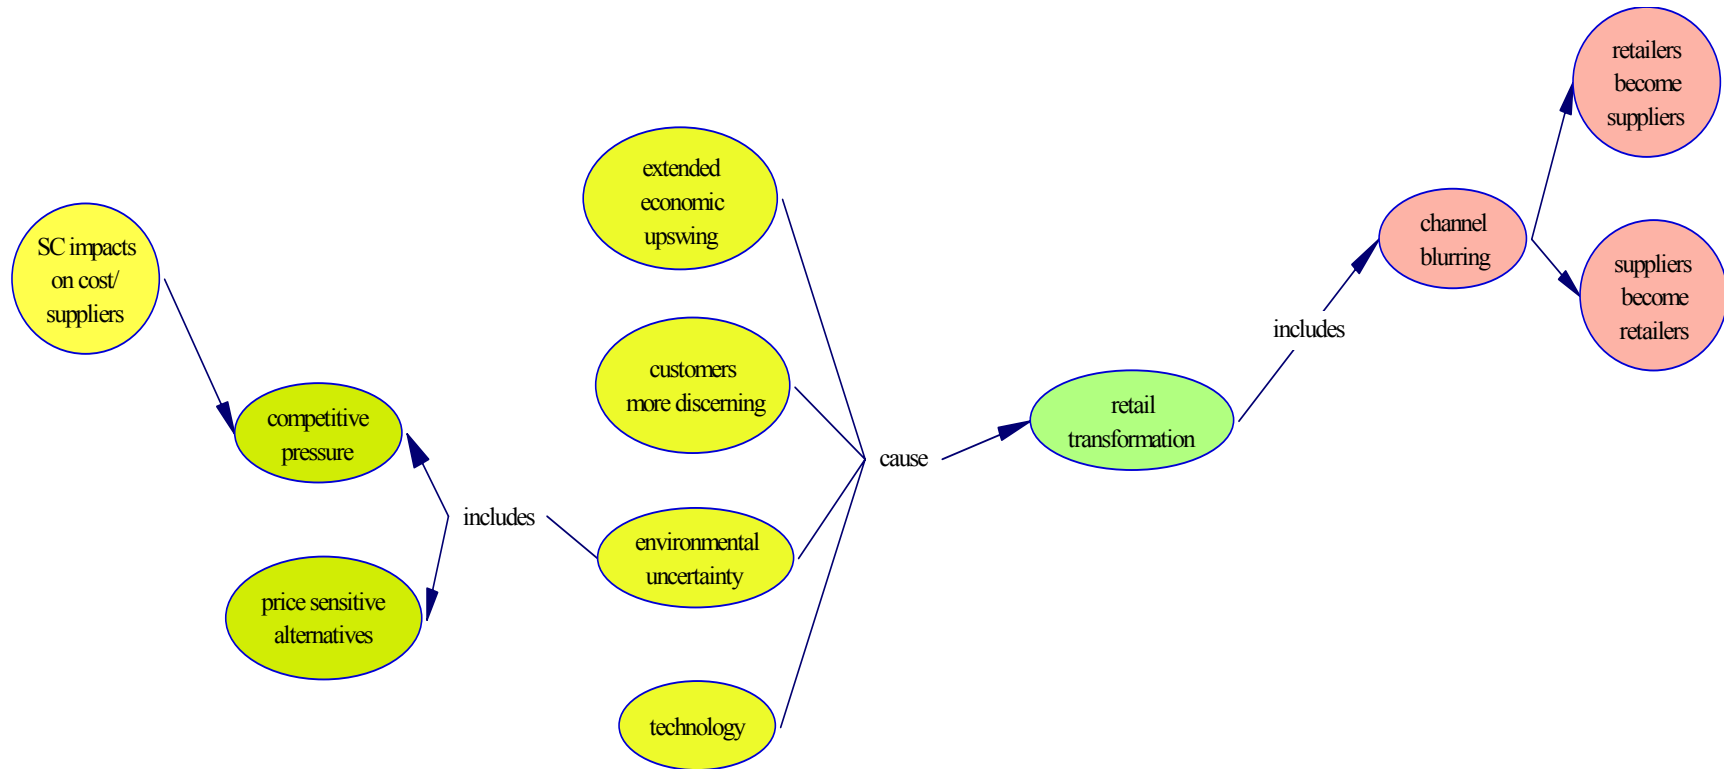 SC impacts
on cost/
suppliers
competitive
pressure
price sensitive
alternatives
includes
extended
economic
upswing
customers
more discerning
environmental
uncertainty
technology
cause
retail
transformation
includes
channel
blurring
retailers
become
suppliers
suppliers
become
retailers